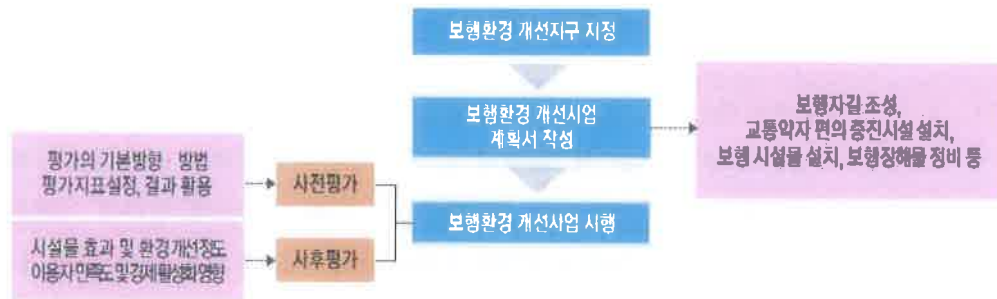 보행환경 개선지구 지정
보행환경 개선사업
계획서 작성
보행자길 조성,
교통약자 편의 증진시설 설치,
보행 시설물 설치, 보행장해물 정비 등
평가의 기본방향·방법
평가지표설정, 결과 활용
사전평가
보행환경 개선사업 시행
시설물 효과 및 환경개선정도
이용자 만족도 및 경제 활성화 영향
사후평가